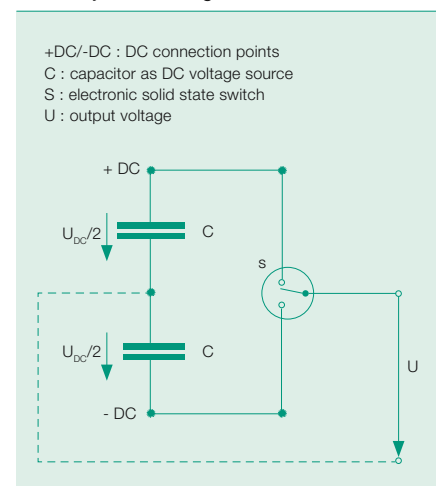 +DC/-DC : DC connection points
C : capacitor as DC voltage source
S : electronic solid state switch
U : output voltage
+ DC
U_DC/2
C
s
U_DC/2
C
U
- DC